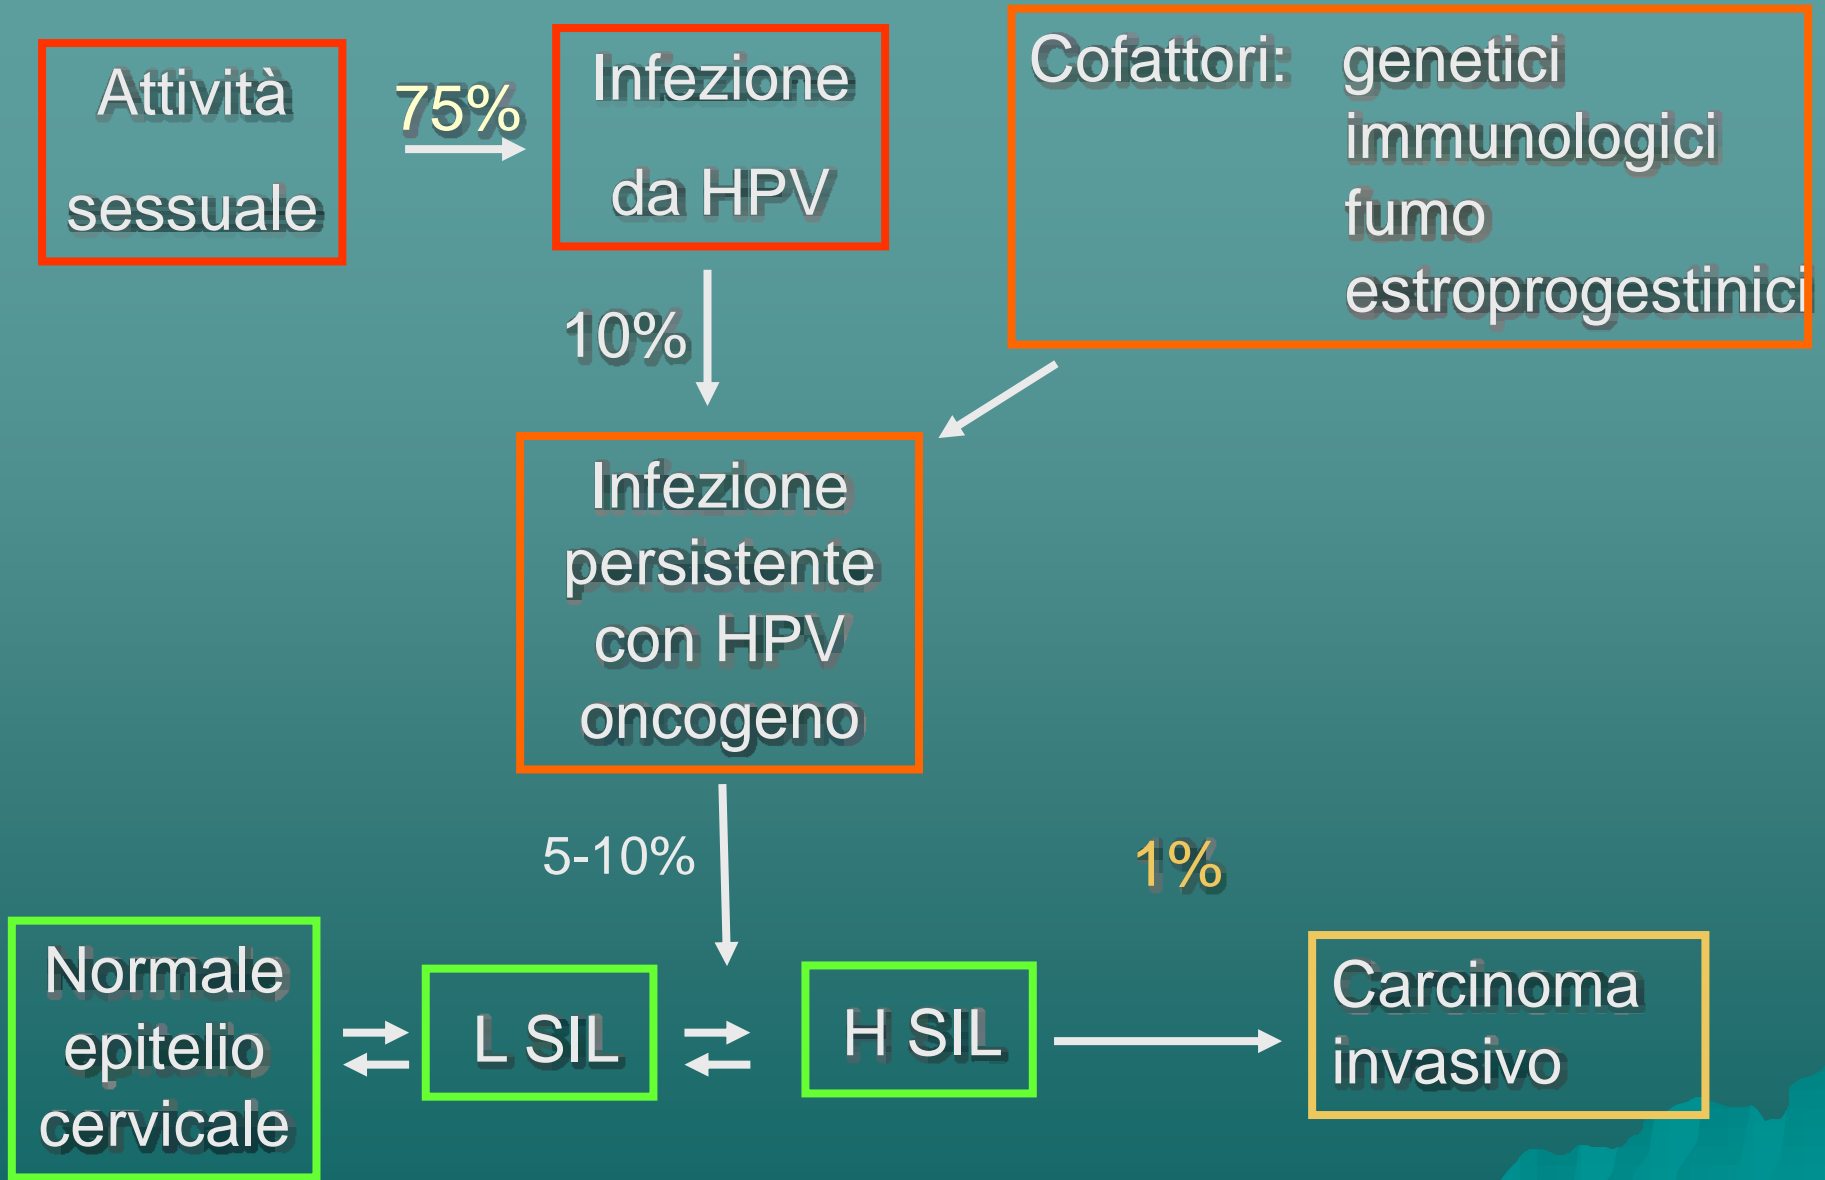 Attività
sessuale
75%
Infezione
da HPV
Cofattori: genetici
immunologici
fumo
estroprogestinici
10%
Infezione
persistente
con HPV
oncogeno
5-10%
1%
Normale
epitelio
cervicale
L SIL
H SIL
Carcinoma
invasivo